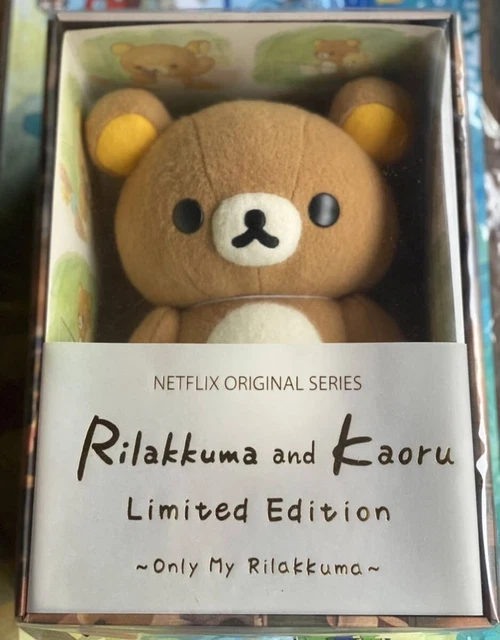 NETFLIX ORIGINAL SERIES
Rilakkuma and Kaoru
Limited Edition
~Only My Rilakkuma~